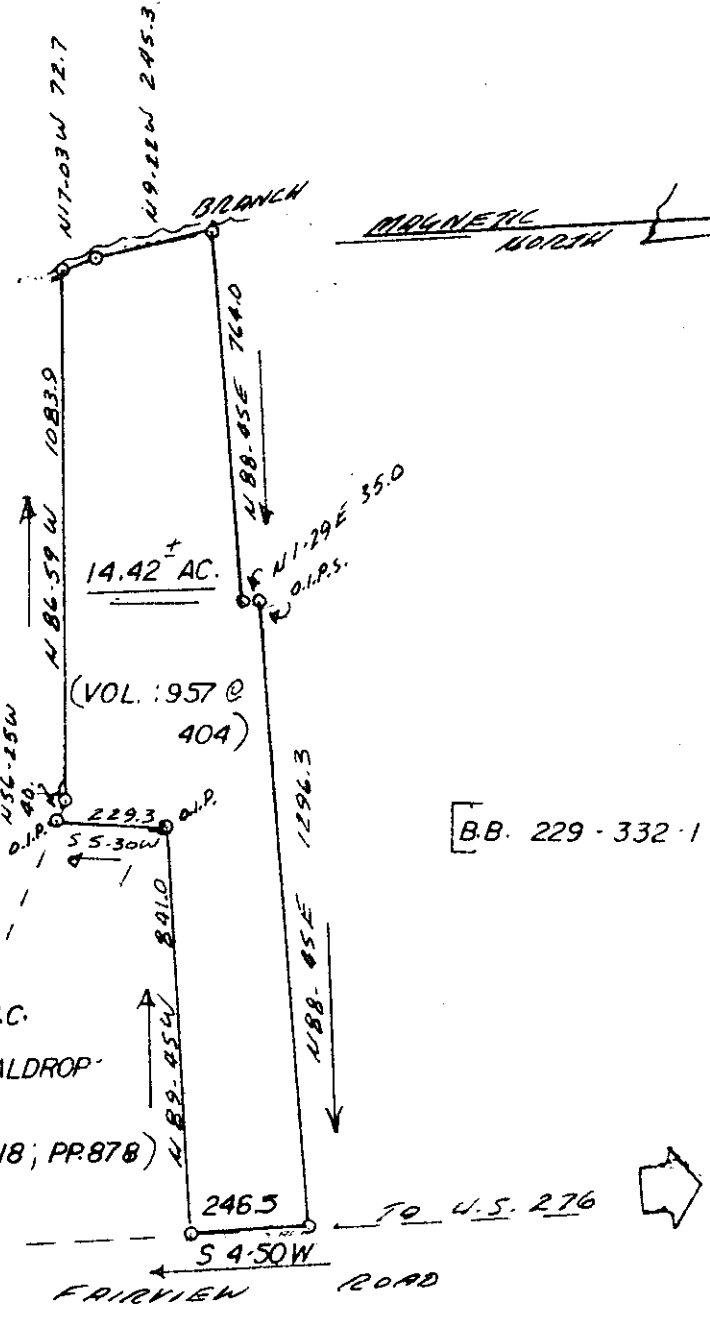 N17-03W 72.7
N9-22W 245.3
BRANCH
MAGNETIC
NORTH
N 88-45E 764.0
N 86-59 W 1083.9
N 1-29E 35.0
O.I.P.S.
14.42 ± AC.
(VOL. : 957 @
404)
N56-25W
40.
O.I.P.
229.3
O.I.P.
S 5-30W
N88-45E 1296.3
B.B. 229-332-1
N 89-45W 841.0
.C.
ALDROP
18; PP.878)
246.5
S 4-50W
TO U.S. 276
FAIRVIEW ROAD